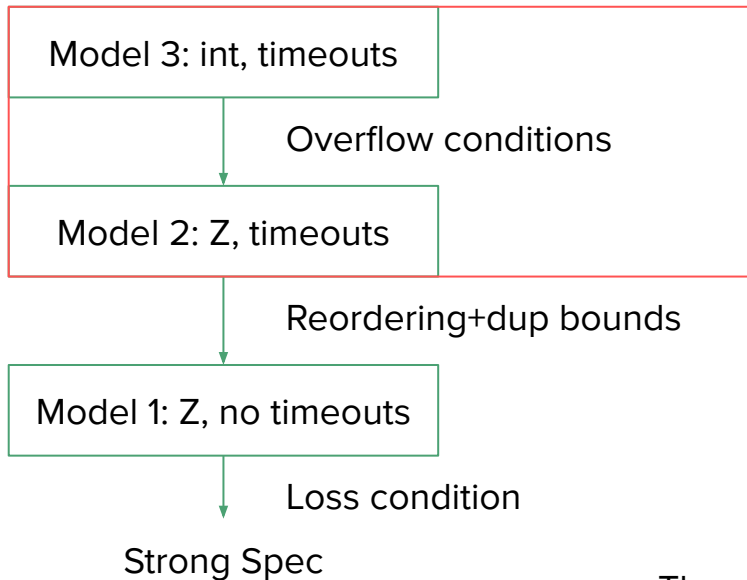 Model 3: int, timeouts
Overflow conditions
Model 2: Z, timeouts
Reordering+dup bounds
Model 1: Z, no timeouts
Loss condition
Strong Spec